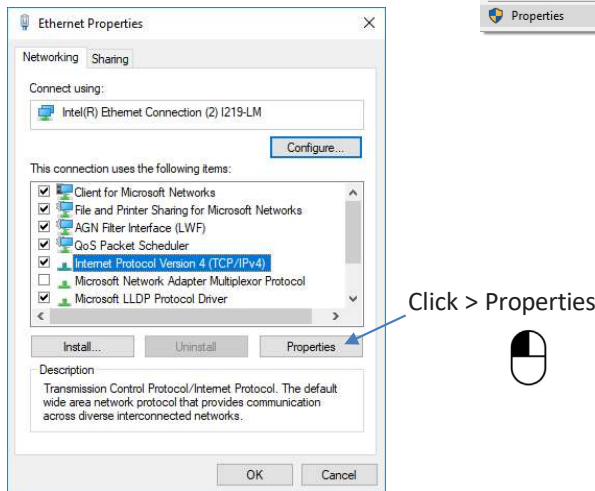 Properties
Ethernet Properties
Networking Sharing
Connect using:
Intel(R) Ethernet Connection (2) I219-LM
Configure...
This connection uses the following items:
Client for Microsoft Networks
File and Printer Sharing for Microsoft Networks
AGN Filter Interface (LWF)
QoS Packet Scheduler
Internet Protocol Version 4 (TCP/IPv4)
Microsoft Network Adapter Multiplexor Protocol
Microsoft LLDP Protocol Driver
Click > Properties
Install... Uninstall Properties
Description
Transmission Control Protocol/Internet Protocol. The default
wide area network protocol that provides communication
across diverse interconnected networks.
OK Cancel